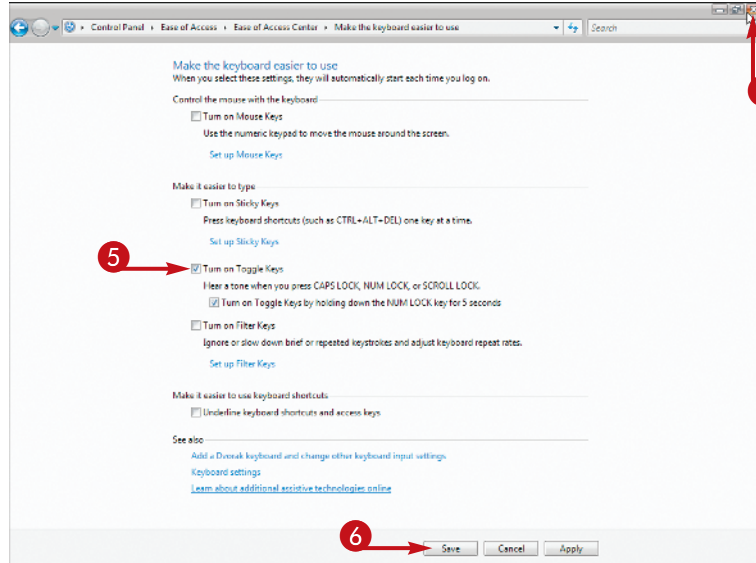 Control Panel Ease of Access Ease of Access Center Make the keyboard easier to use Search
Make the keyboard easier to use
When you select these settings, they will automatically start each time you log on.
Control the mouse with the keyboard
Turn on Mouse Keys
Use the numeric keypad to move the mouse around the screen.
Set up Mouse Keys
Make it easier to type
Turn on Sticky Keys
Press keyboard shortcuts (such as CTRL+ALT+DEL) one key at a time.
Set up Sticky Keys
5 Turn on Toggle Keys
Hear a tone when you press CAPS LOCK, NUM LOCK, or SCROLL LOCK.
Turn on Toggle Keys by holding down the NUM LOCK key for 5 seconds
Turn on Filter Keys
Ignore or slow down brief or repeated keystrokes and adjust keyboard repeat rates.
Set up Filter Keys
Make it easier to use keyboard shortcuts
Underline keyboard shortcuts and access keys
See also
Add a Dvorak keyboard and change other keyboard input settings
Keyboard settings
Learn about additional assistive technologies online
6 Save Cancel Apply